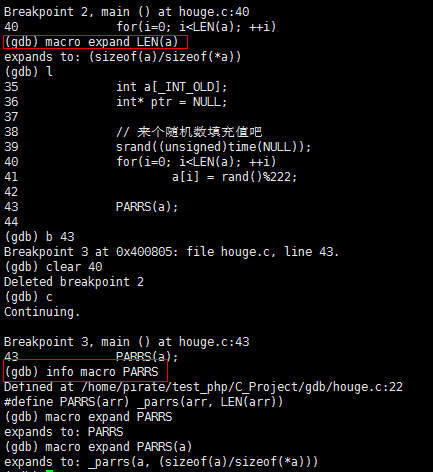 Breakpoint 2, main () at houge.c:40
40 for(i=0; i<LEN(a); ++i)
(gdb) macro expand LEN(a)
expands to: (sizeof(a)/sizeof(*a))
(gdb) l
35 int a[_INT_OLD];
36 int* ptr = NULL;
37
38 // 来个随机数填充值吧
39 srand((unsigned)time(NULL));
40 for(i=0; i<LEN(a); ++i)
41 a[i] = rand()%222;
42
43 PARRS(a);
44
(gdb) b 43
Breakpoint 3 at 0x400805: file houge.c, line 43.
(gdb) clear 40
Deleted breakpoint 2
(gdb) c
Continuing.
Breakpoint 3, main () at houge.c:43
43 PARRS(a);
(gdb) info macro PARRS
Defined at /home/pirate/test_php/C_Project/gdb/houge.c:22
#define PARRS(arr) _parrs(arr, LEN(arr))
(gdb) macro expand PARRS
expands to: PARRS
(gdb) macro expand PARRS(a)
expands to: _parrs(a, (sizeof(a)/sizeof(*a)))